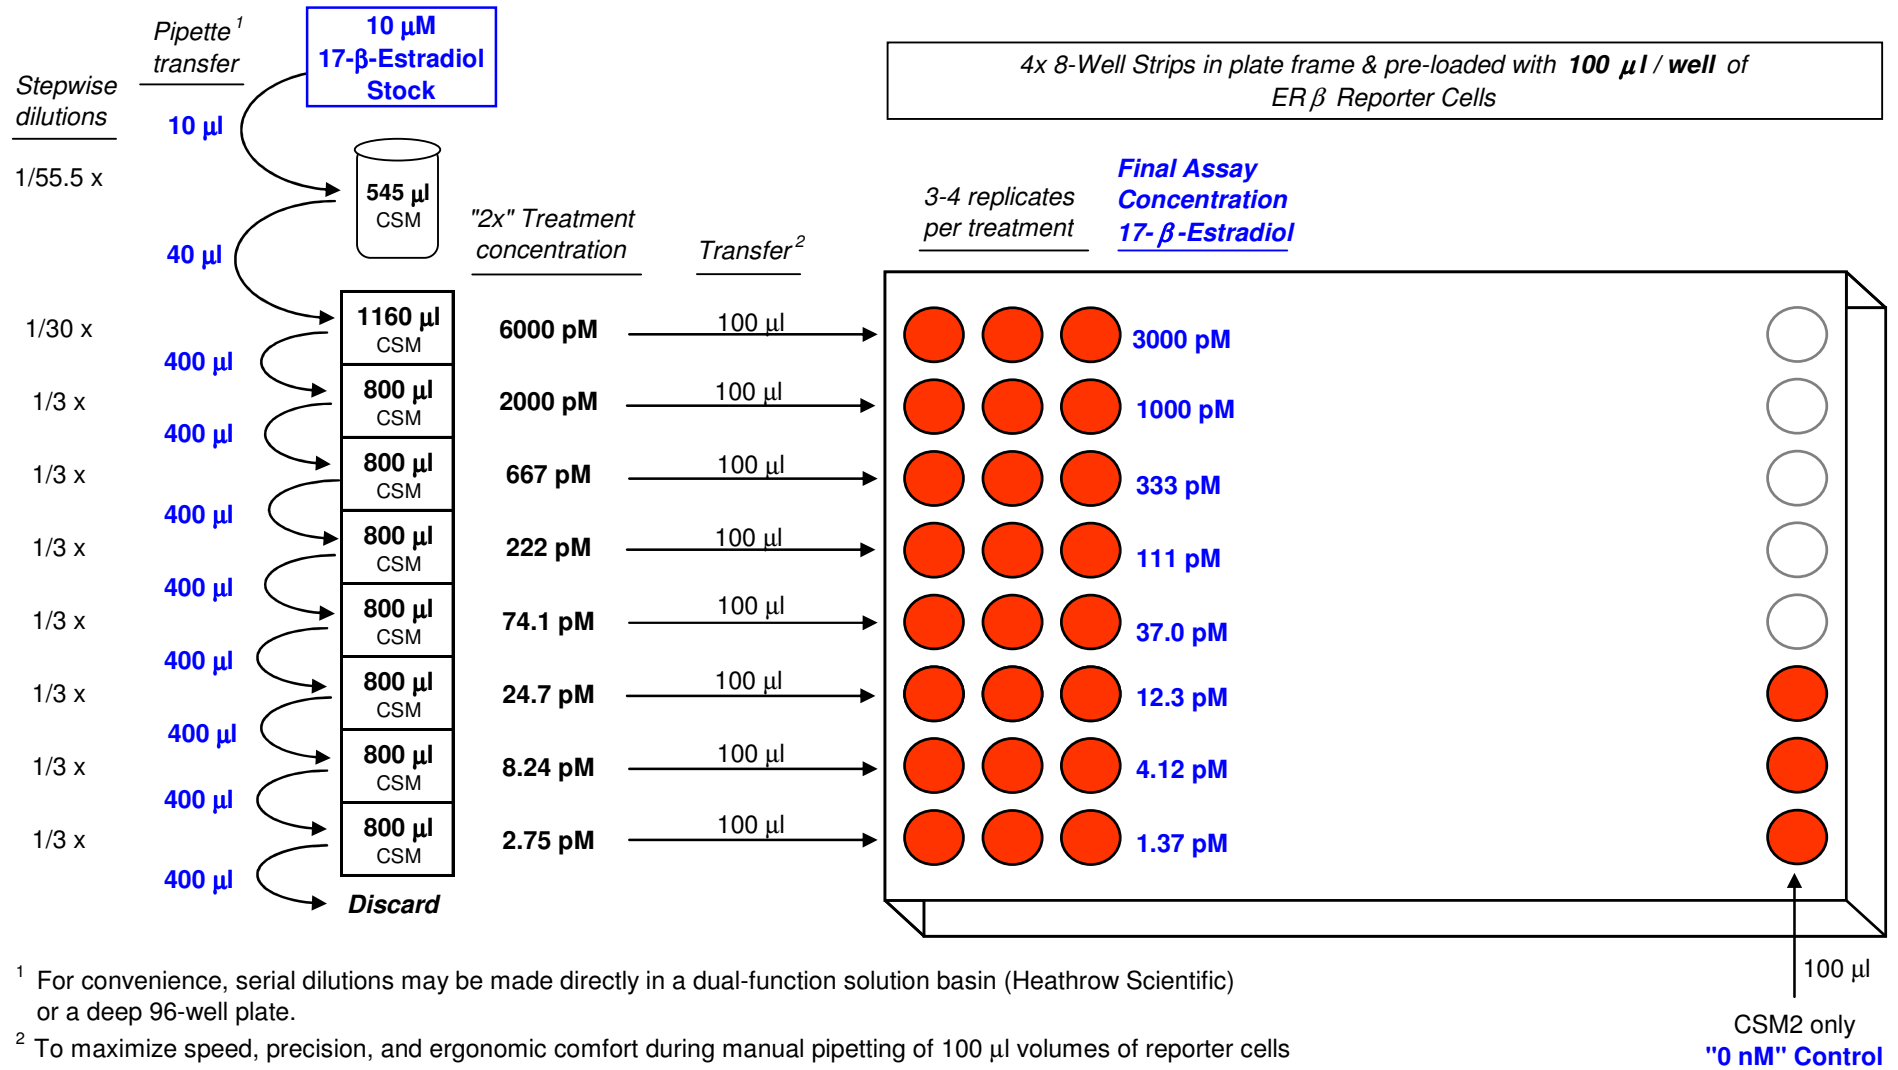 Pipette 1
transfer
Stepwise
dilutions
10 µM
17-β-Estradiol
Stock
4x 8-Well Strips in plate frame & pre-loaded with 100 µl / well of
ER β Reporter Cells
10 µl
1/55.5 x
545 µl
CSM
40 µl
"2x" Treatment
concentration
Transfer 2
3-4 replicates
per treatment
Final Assay
Concentration
17- β -Estradiol
1/30 x
1160 µl
CSM
6000 pM
100 µl
3000 pM
400 µl
1/3 x
800 µl
CSM
2000 pM
100 µl
1000 pM
400 µl
1/3 x
800 µl
CSM
667 pM
100 µl
333 pM
400 µl
1/3 x
800 µl
CSM
222 pM
100 µl
111 pM
400 µl
1/3 x
800 µl
CSM
74.1 pM
100 µl
37.0 pM
400 µl
1/3 x
800 µl
CSM
24.7 pM
100 µl
12.3 pM
400 µl
1/3 x
800 µl
CSM
8.24 pM
100 µl
4.12 pM
400 µl
1/3 x
800 µl
CSM
2.75 pM
100 µl
1.37 pM
400 µl
Discard
100 µl
CSM2 only
"0 nM" Control
1 For convenience, serial dilutions may be made directly in a dual-function solution basin (Heathrow Scientific)
or a deep 96-well plate.
2 To maximize speed, precision, and ergonomic comfort during manual pipetting of 100 µl volumes of reporter cells